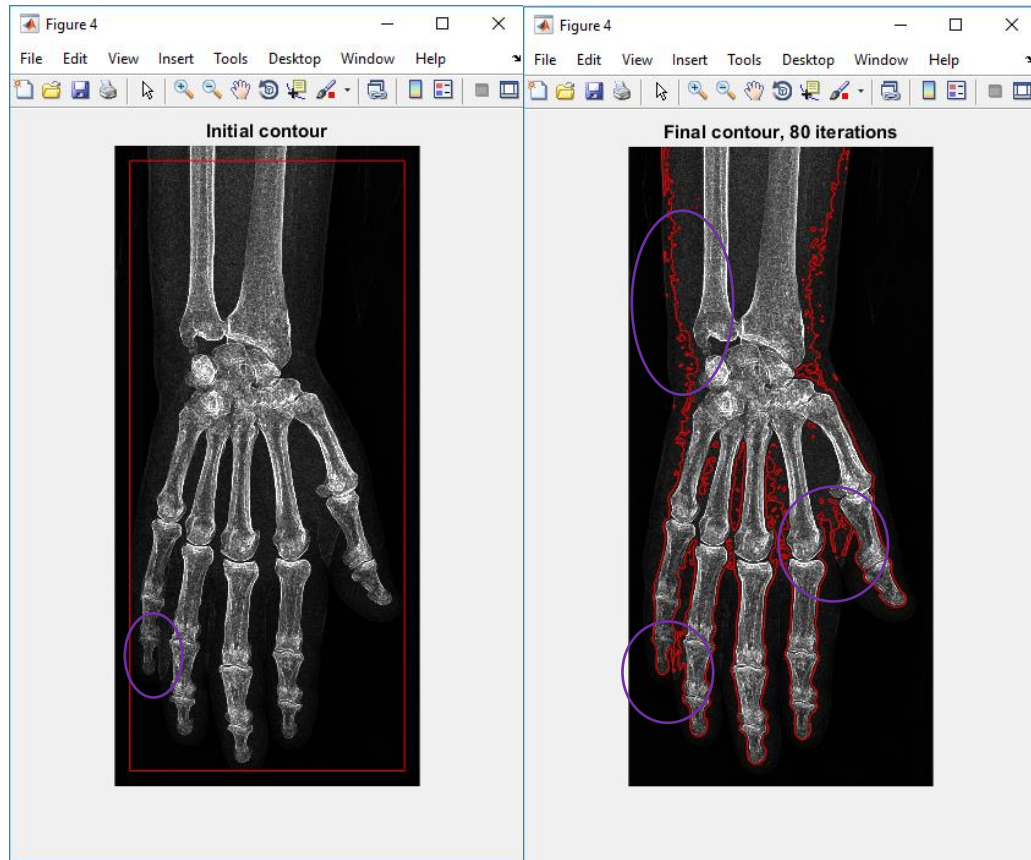 Figure 4
File Edit View Insert Tools Desktop Window Help
Initial contour
Figure 4
File Edit View Insert Tools Desktop Window Help
Final contour, 80 iterations